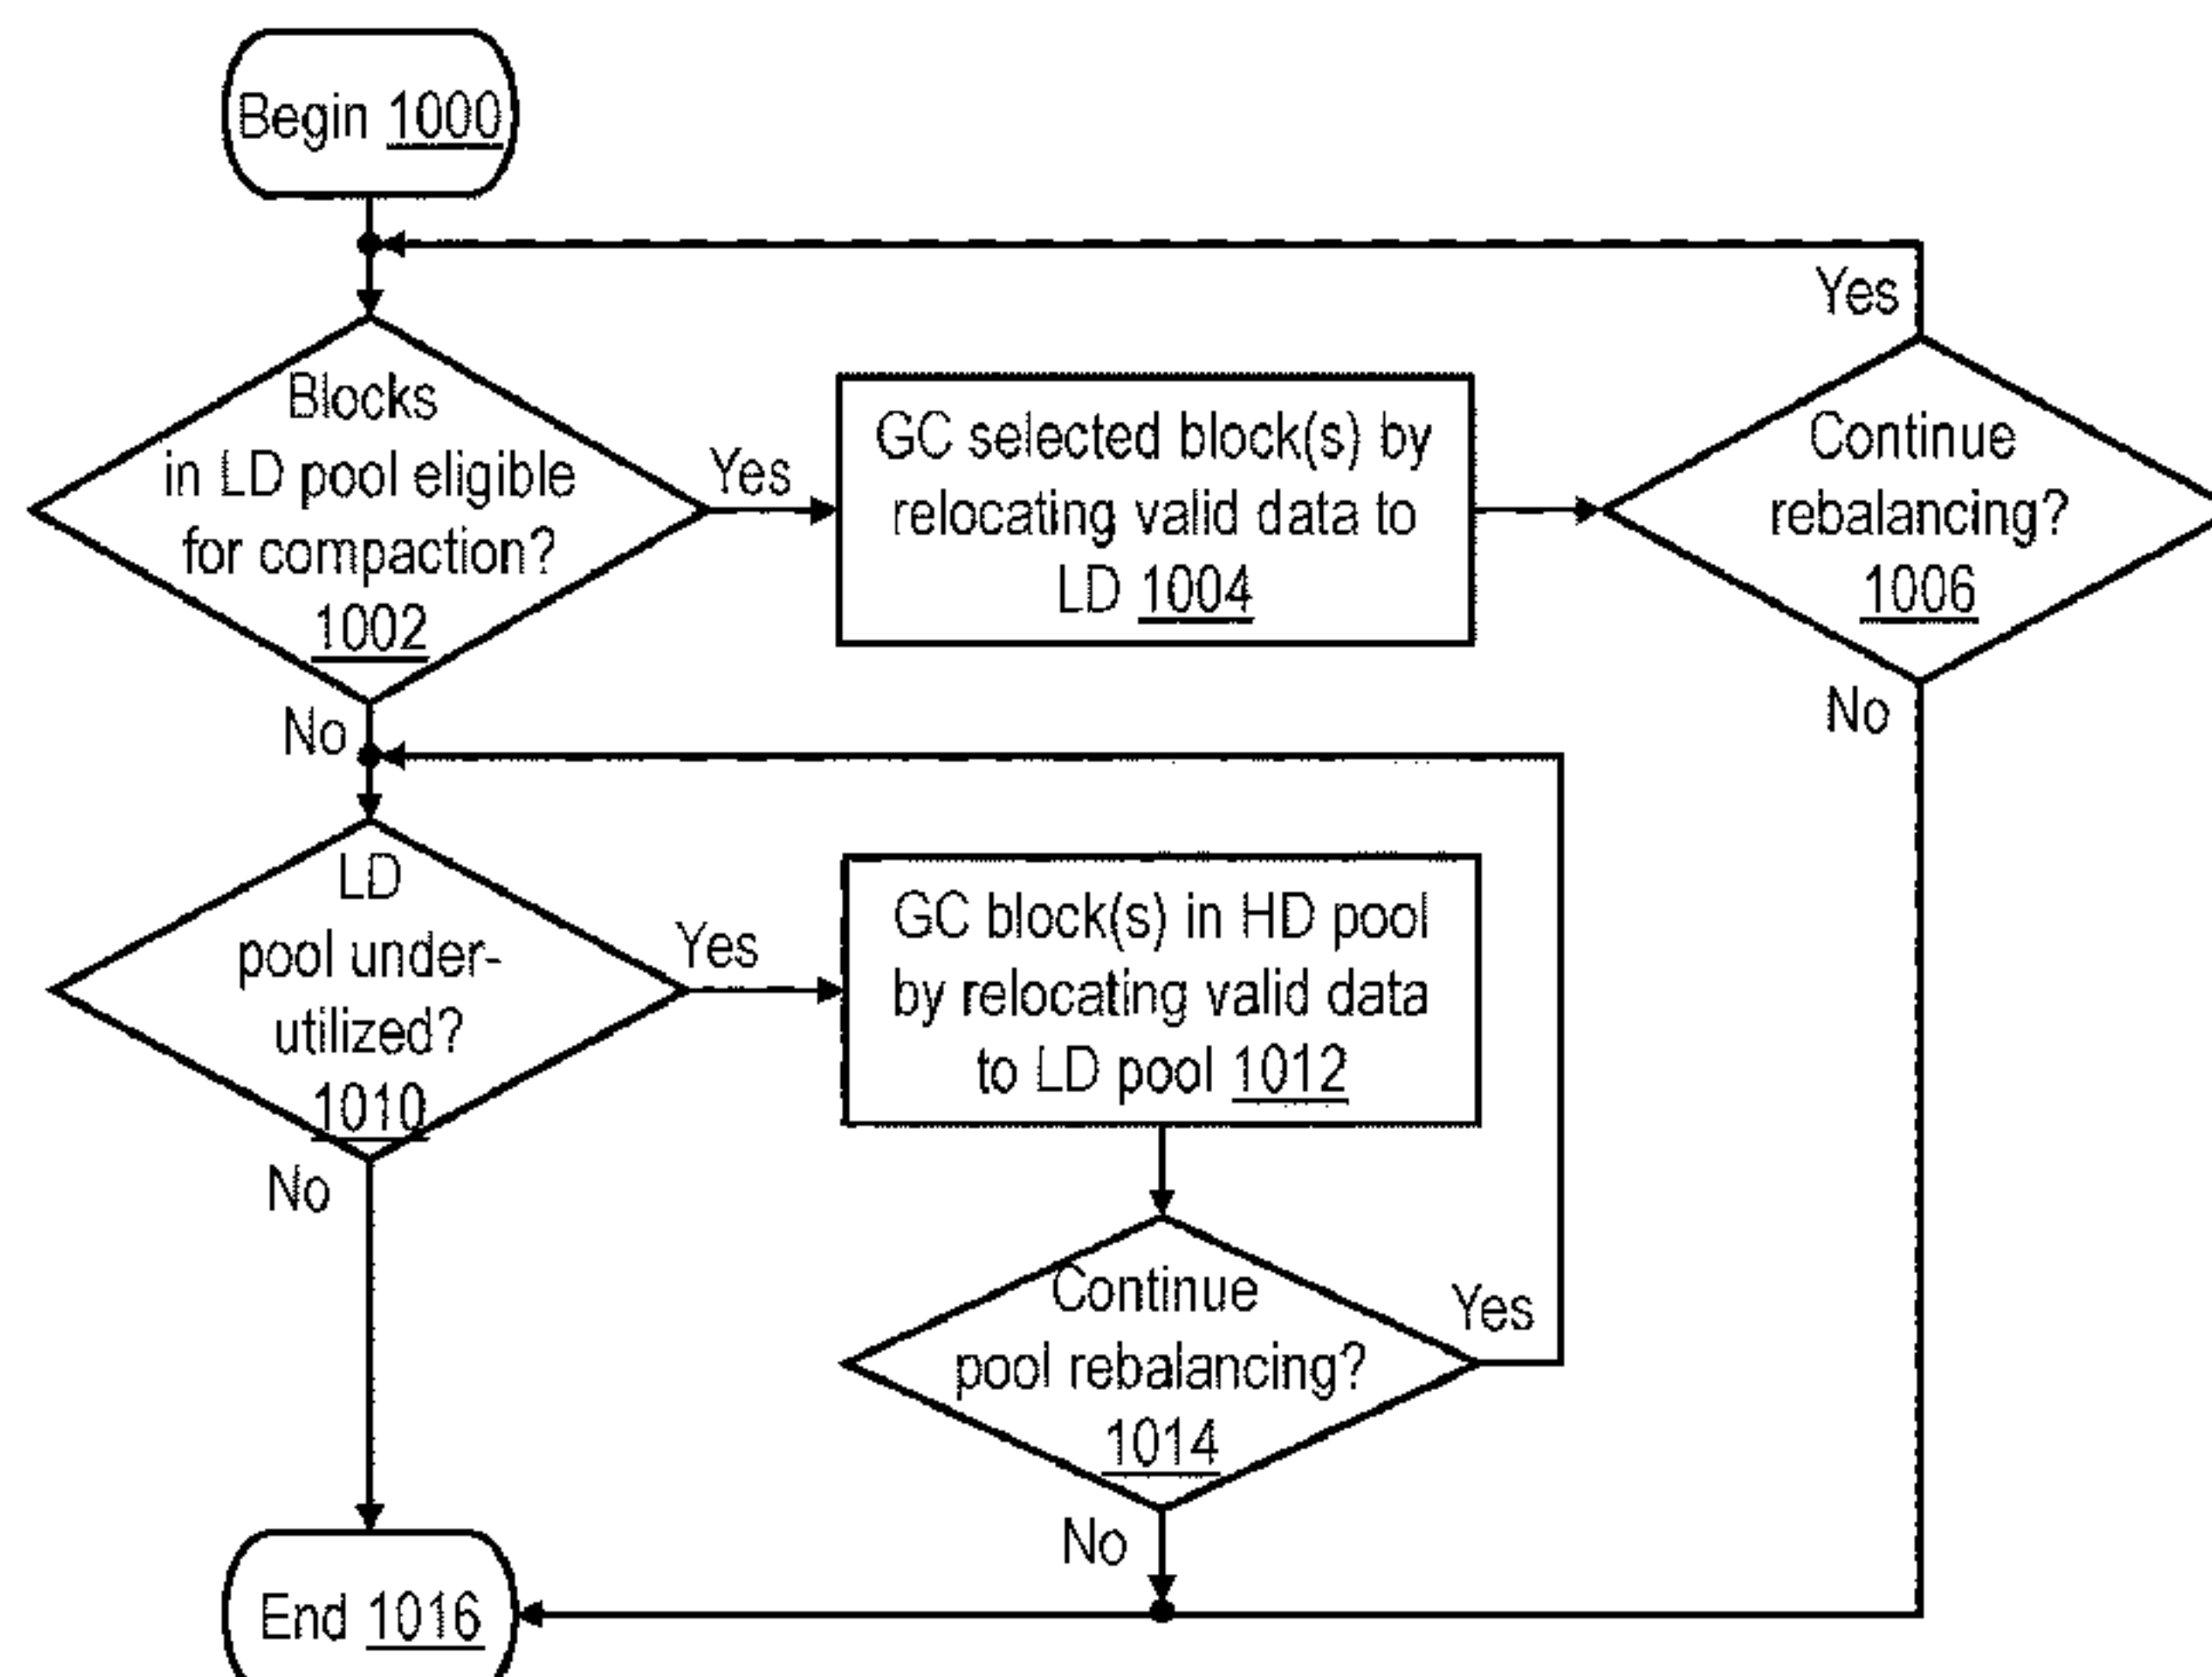 Begin 1000
Yes
Blocks
in LD pool eligible
for compaction?
1002
Yes
GC selected block(s) by
relocating valid data to
LD 1004
Continue
rebalancing?
1006
No
No
LD
pool under-
utilized?
1010
Yes
GC block(s) in HD pool
by relocating valid data
to LD pool 1012
No
Continue
pool rebalancing?
1014
Yes
No
End 1016